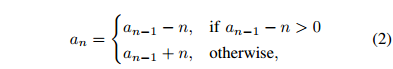 a_n = { a_{n−1} − n, if a_{n−1} − n > 0
a_{n−1} + n, otherwise, (2)